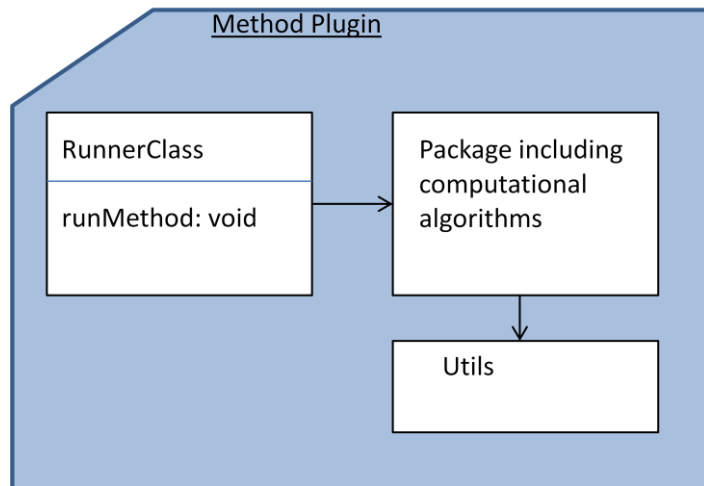 Method Plugin
RunnerClass
runMethod: void
Package including
computational
algorithms
Utils